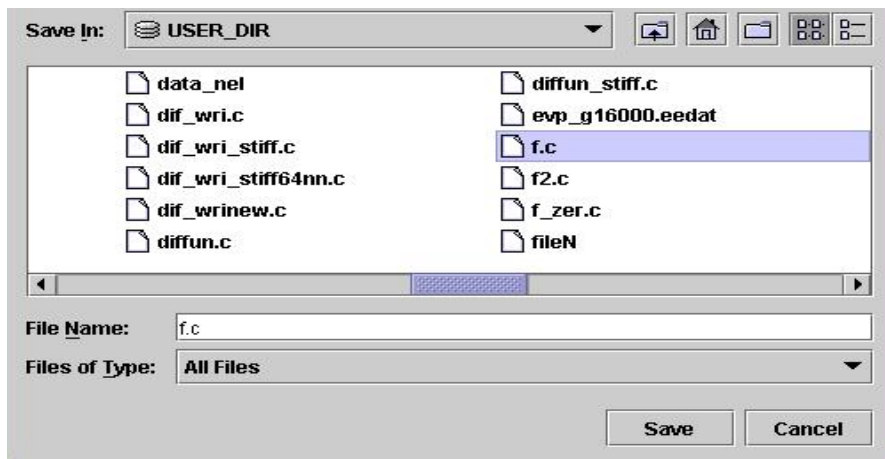 Save In: USER_DIR
data_nel
dif_wri.c
dif_wri_stiff.c
dif_wri_stiff64nn.c
dif_wrinew.c
diffun.c
diffun_stiff.c
evp_g16000.eedat
f.c
f2.c
f_zer.c
fileN
File Name: f.c
Files of Type: All Files
Save Cancel